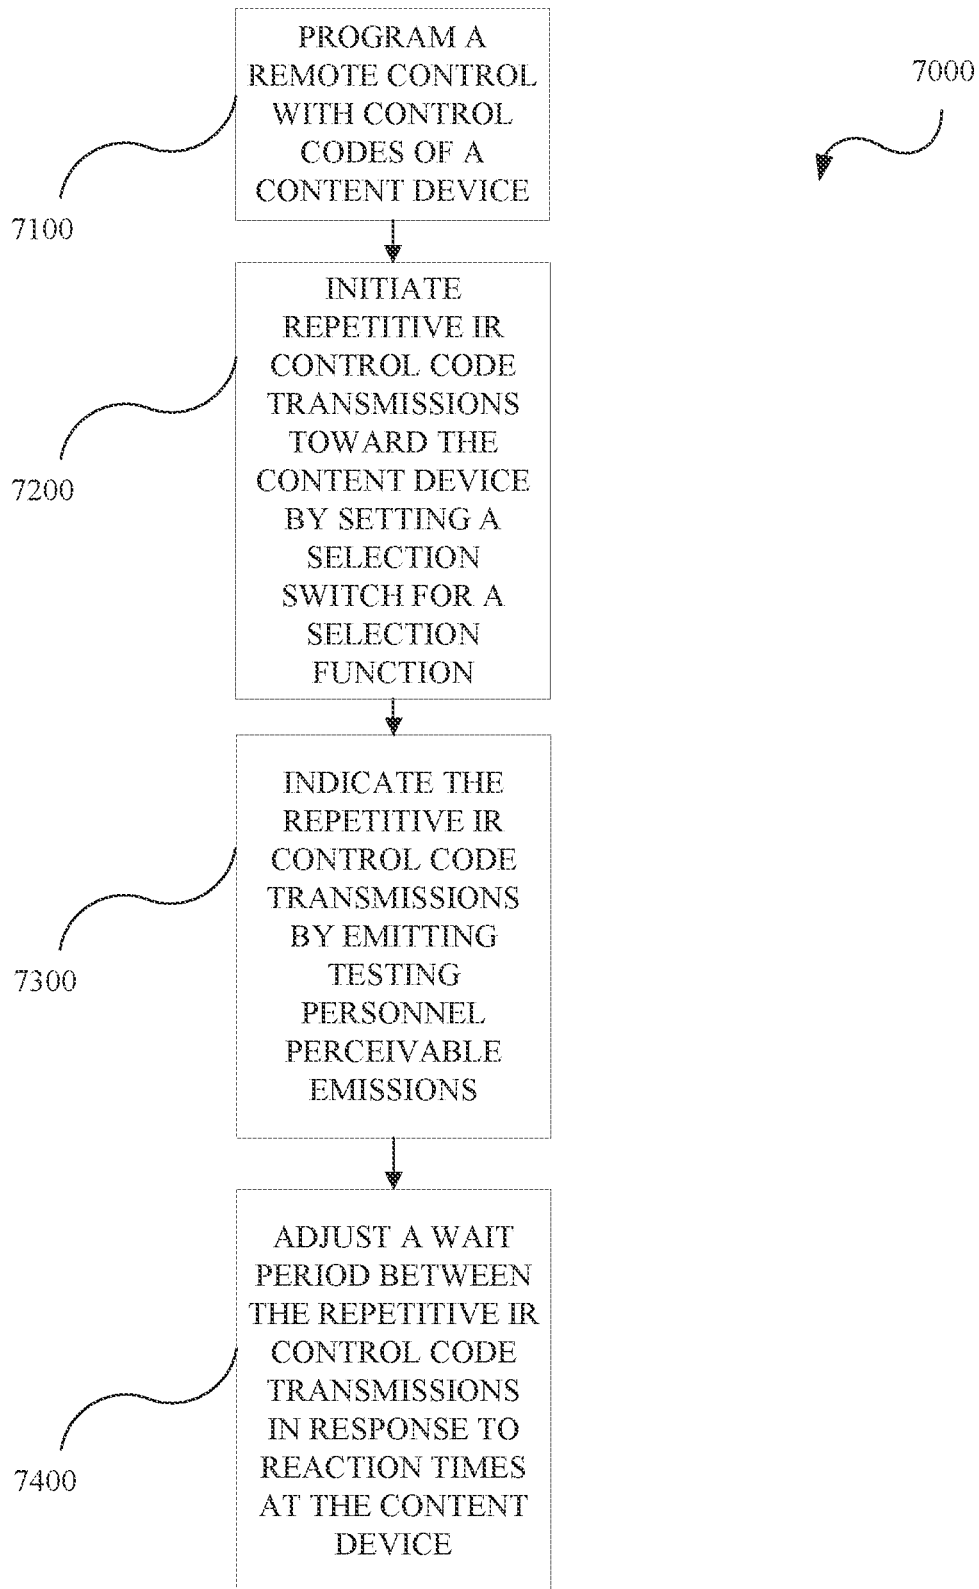 PROGRAM A
REMOTE CONTROL
WITH CONTROL
CODES OF A
CONTENT DEVICE
7000
7100
INITIATE
REPETITIVE IR
CONTROL CODE
TRANSMISSIONS
TOWARD THE
CONTENT DEVICE
BY SETTING A
SELECTION
SWITCH FOR A
SELECTION
FUNCTION
7200
INDICATE THE
REPETITIVE IR
CONTROL CODE
TRANSMISSIONS
BY EMITTING
TESTING
PERSONNEL
PERCEIVABLE
EMISSIONS
7300
ADJUST A WAIT
PERIOD BETWEEN
THE REPETITIVE IR
CONTROL CODE
TRANSMISSIONS
IN RESPONSE TO
REACTION TIMES
AT THE CONTENT
DEVICE
7400